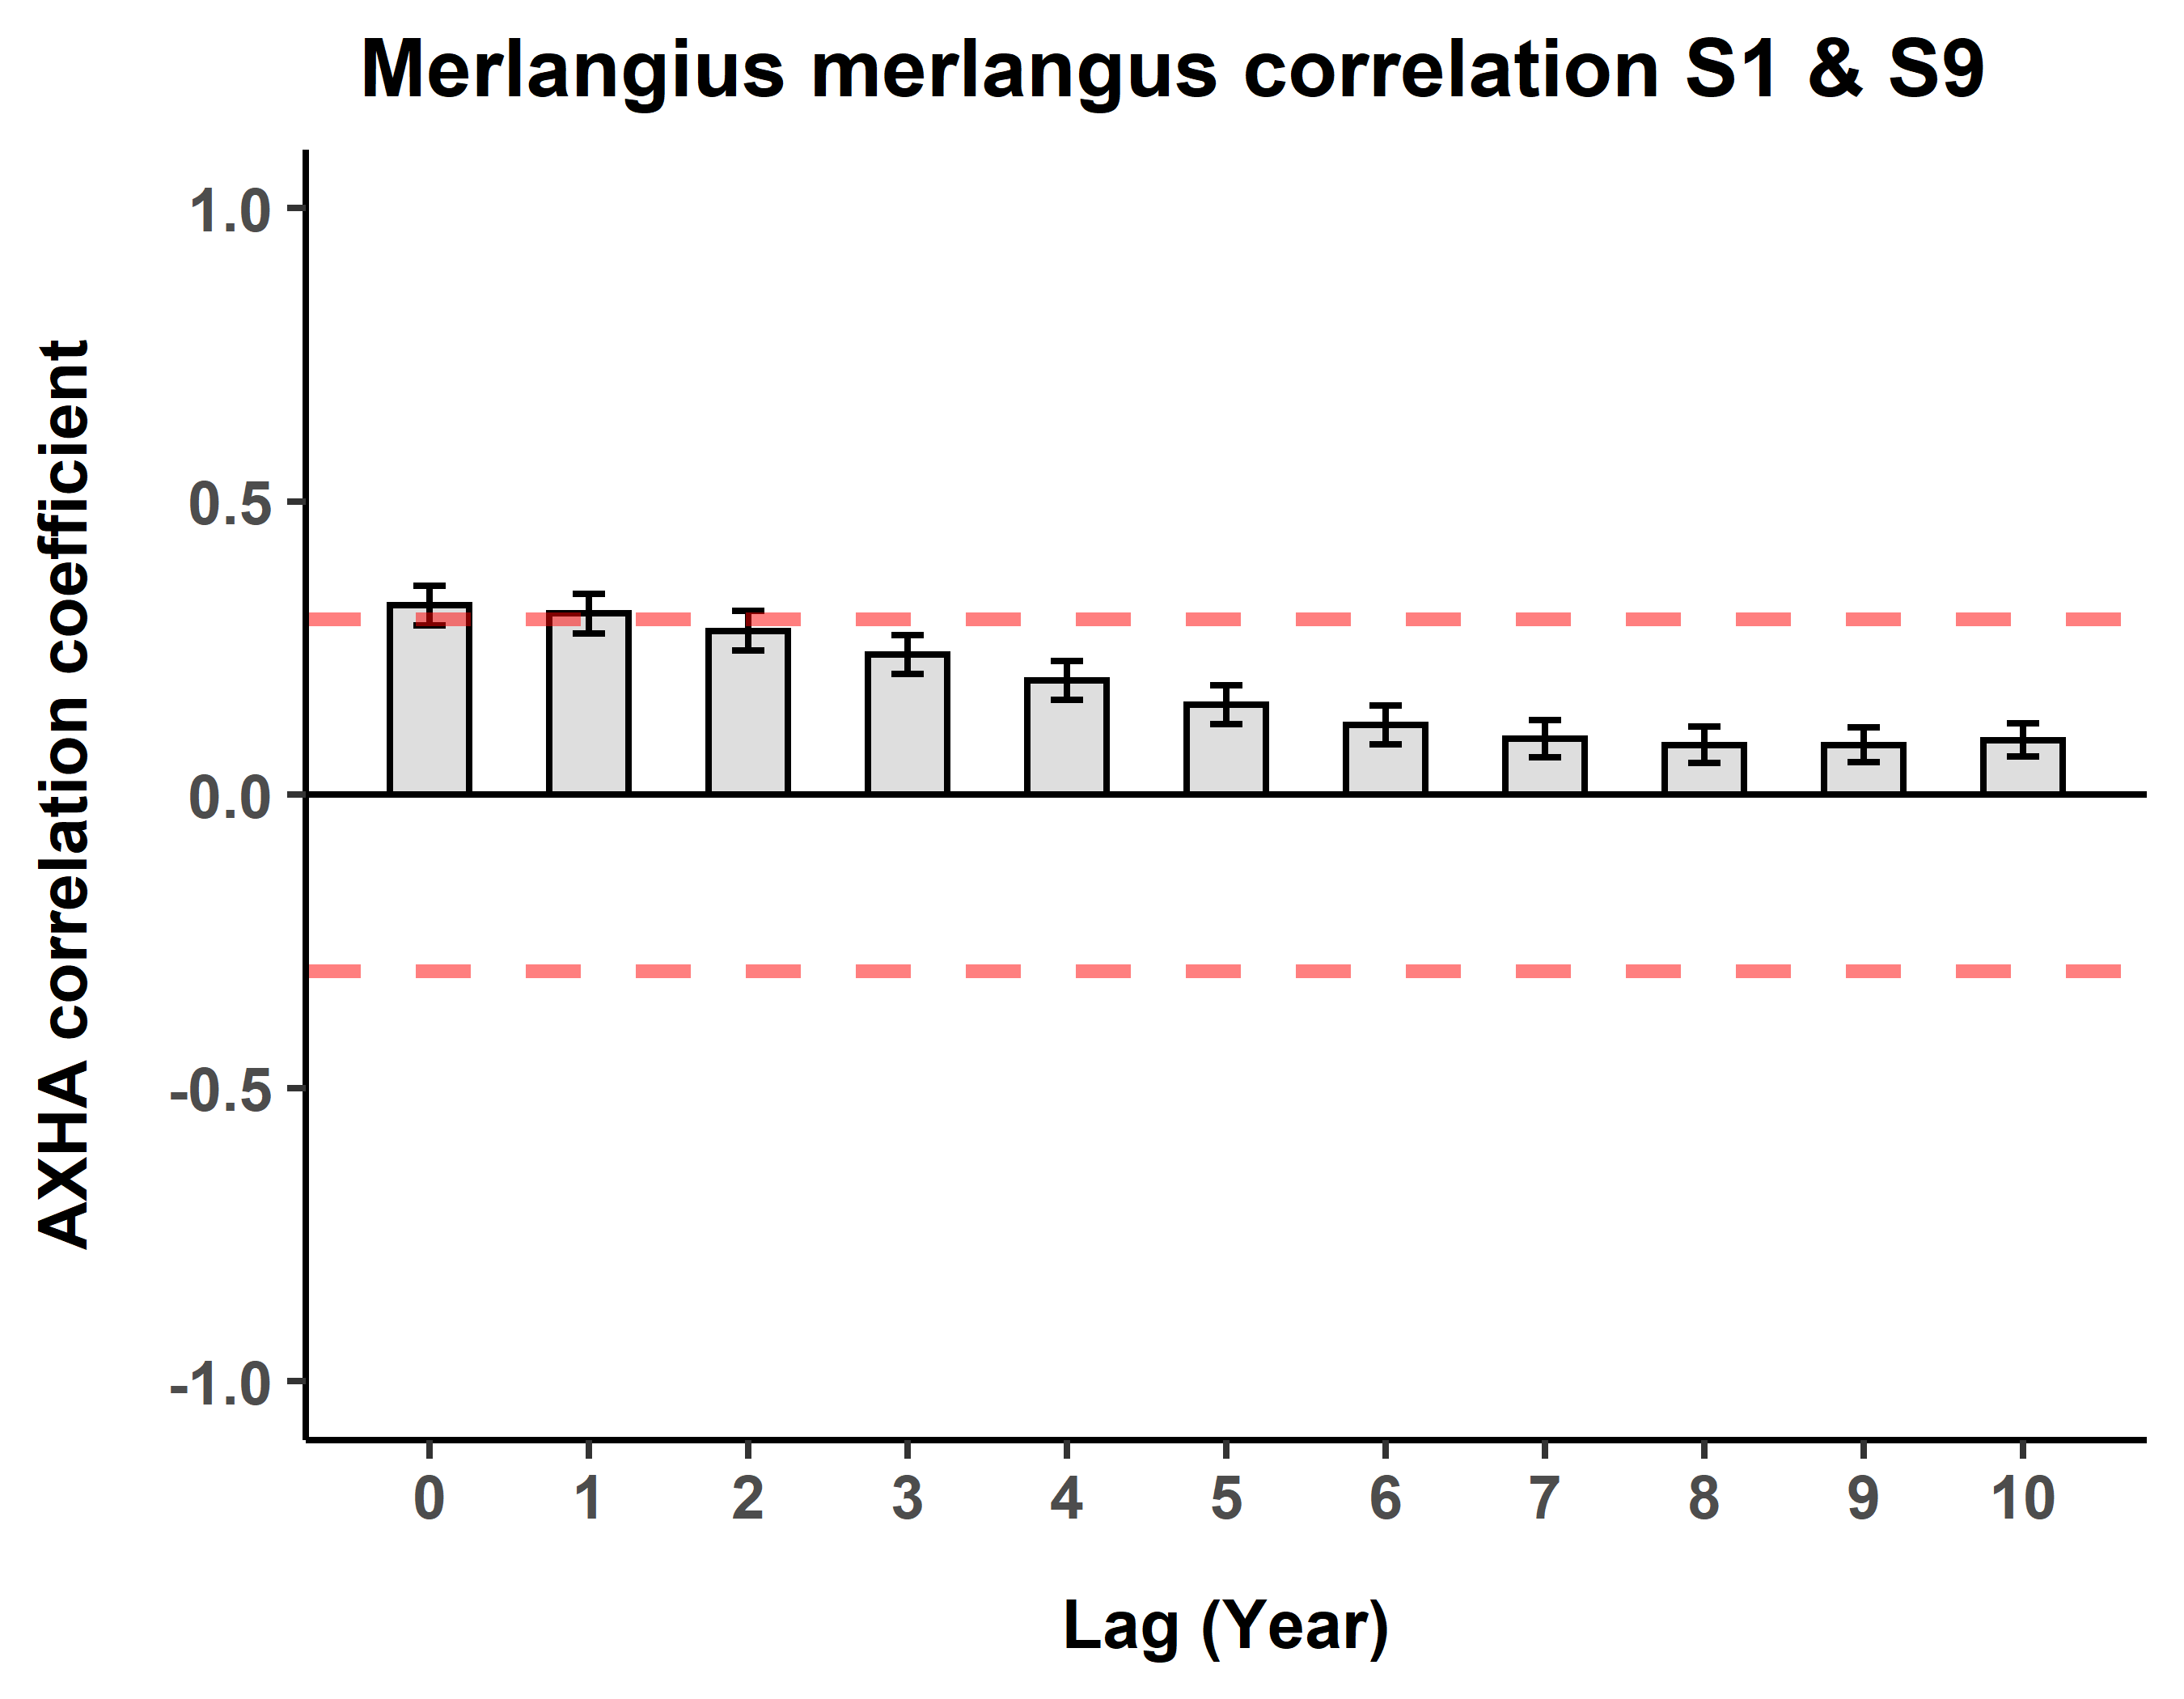 Merlangius merlangus correlation S1 & S9
AXHA correlation coefficient
1.0
0.5
0.0
-0.5
-1.0
0 1 2 3 4 5 6 7 8 9 10
Lag (Year)